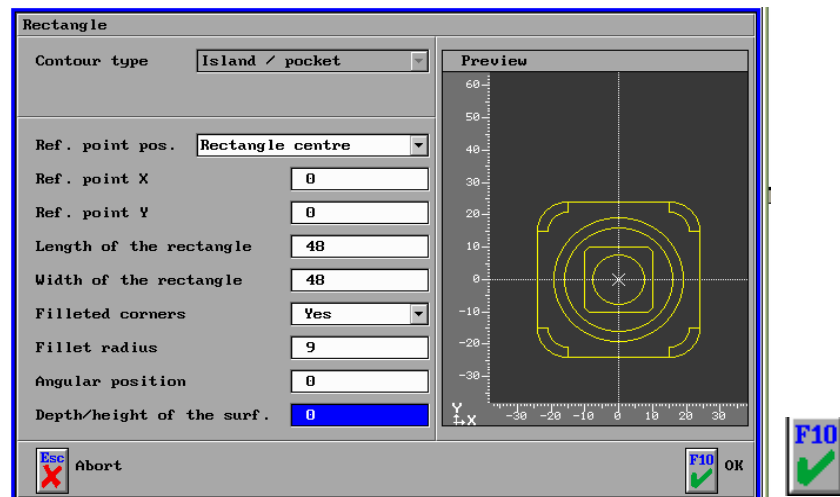 Rectangle
Contour type Island / pocket
Preview
Ref. point pos. Rectangle centre
Ref. point X 0
Ref. point Y 0
Length of the rectangle 48
Width of the rectangle 48
Filleted corners Yes
Fillet radius 9
Angular position 0
Depth/height of the surf. 0
60
50
40
30
20
10
0
-10
-20
-30
Y
X
-30 -20 -10 0 10 20 30
Esc Abort
F10 OK
F10